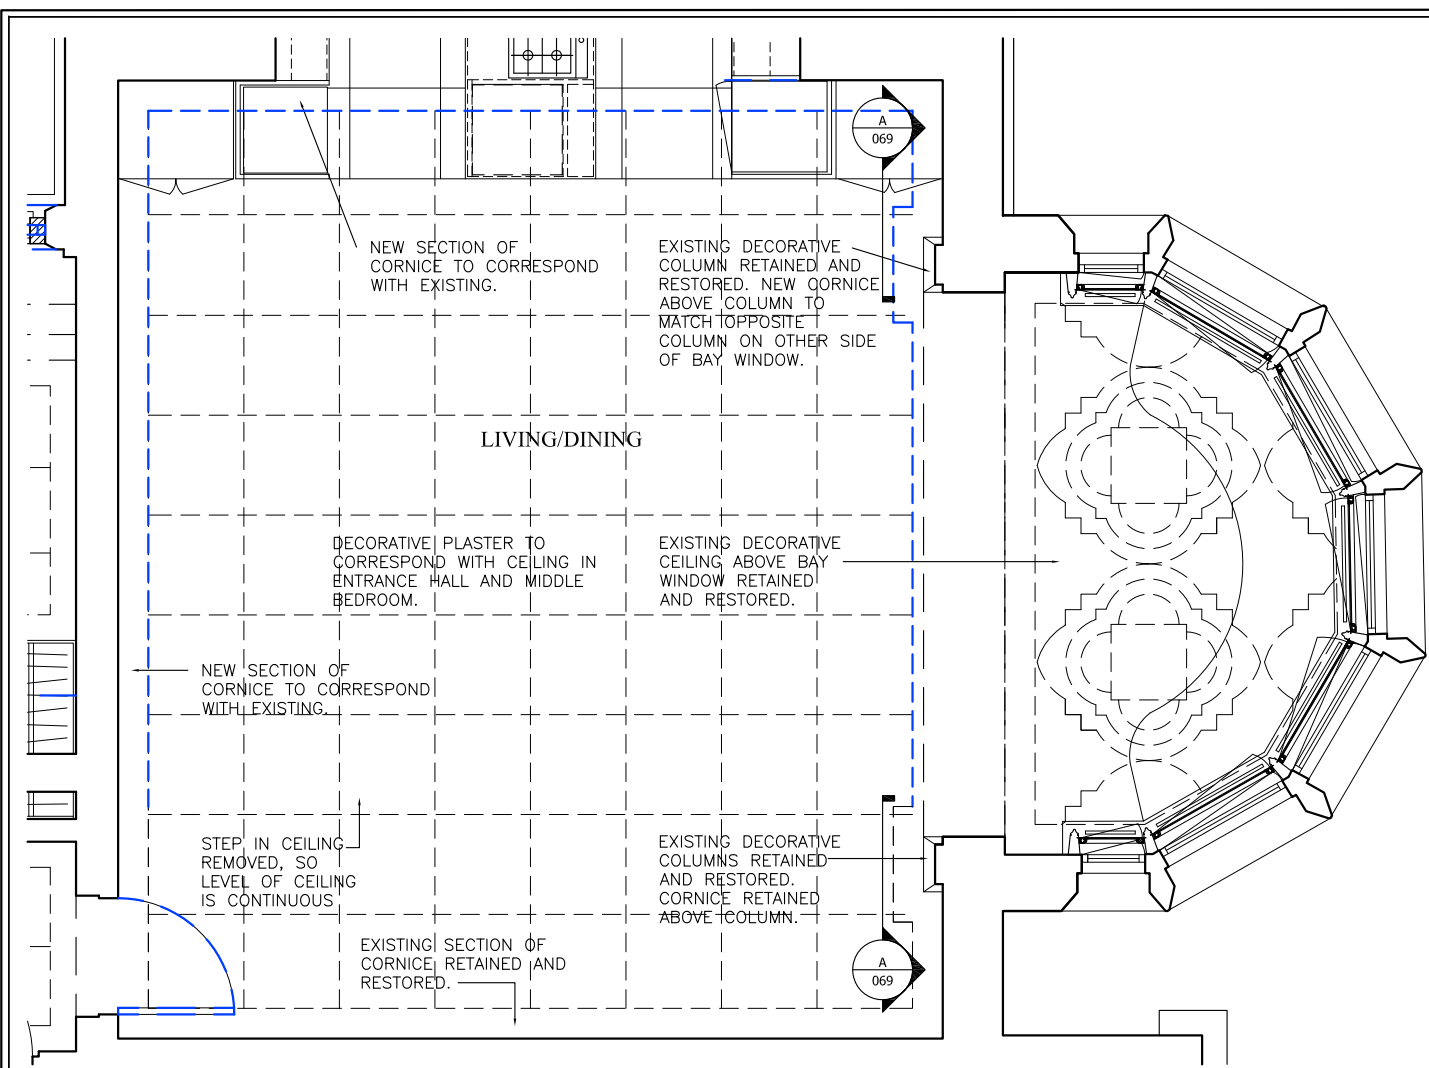 A
069
NEW SECTION OF
CORNICE TO CORRESPOND
WITH EXISTING.
EXISTING DECORATIVE
COLUMN RETAINED AND
RESTORED. NEW CORNICE
ABOVE COLUMN TO
MATCH OPPOSITE
COLUMN ON OTHER SIDE
OF BAY WINDOW.
LIVING/DINING
DECORATIVE PLASTER TO
CORRESPOND WITH CEILING IN
ENTRANCE HALL AND MIDDLE
BEDROOM.
EXISTING DECORATIVE
CEILING ABOVE BAY
WINDOW RETAINED
AND RESTORED.
NEW SECTION OF
CORNICE TO CORRESPOND
WITH EXISTING.
STEP IN CEILING
REMOVED, SO
LEVEL OF CEILING
IS CONTINUOUS
EXISTING DECORATIVE
COLUMNS RETAINED
AND RESTORED.
CORNICE RETAINED
ABOVE COLUMN.
EXISTING SECTION OF
CORNICE RETAINED AND
RESTORED.
A
069